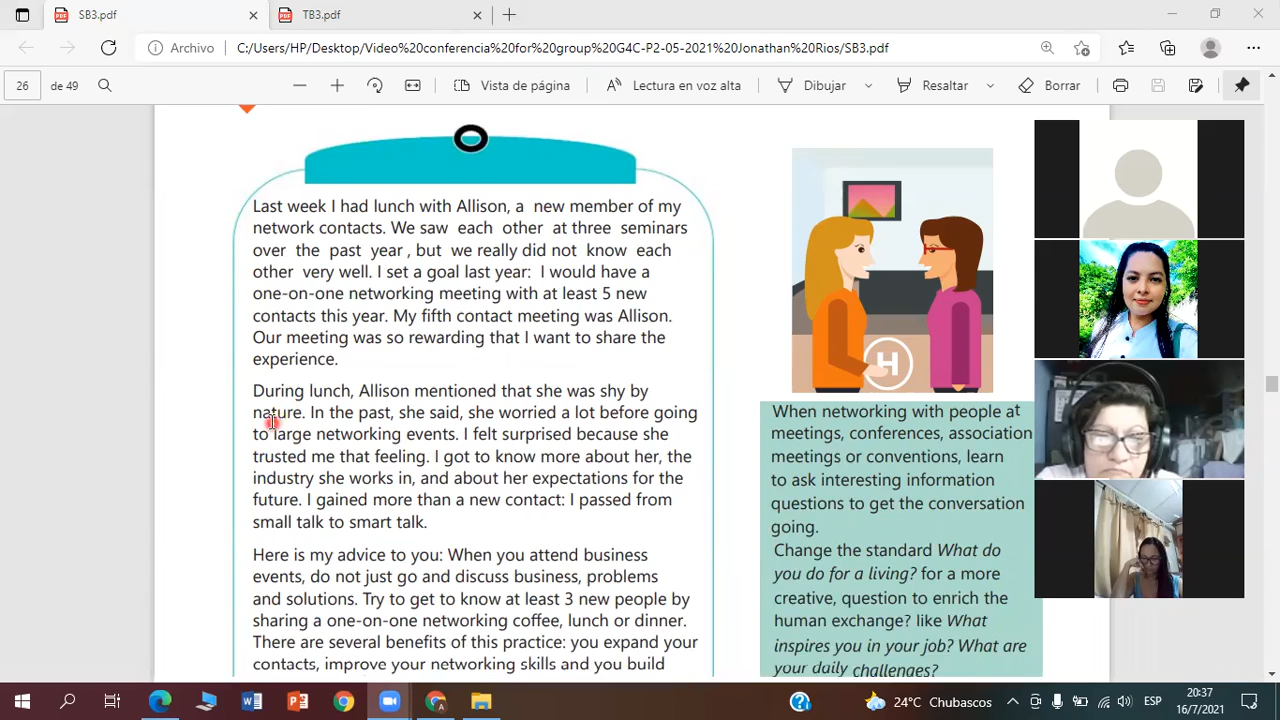 SB3.pdf
TB3.pdf
Archivo
C:/Users/HP/Desktop/Video%20conferencia%20for%20group%20G4C-P2-05-2021%20Jonathan%20Rios/SB3.pdf
26 de 49
Vista de página
Lectura en voz alta
Dibujar
Resaltar
Borrar
Last week I had lunch with Allison, a new member of my
network contacts. We saw each other at three seminars
over the past year , but we really did not know each
other very well. I set a goal last year: I would have a
one-on-one networking meeting with at least 5 new
contacts this year. My fifth contact meeting was Allison.
Our meeting was so rewarding that I want to share the
experience.
During lunch, Allison mentioned that she was shy by
nature. In the past, she said, she worried a lot before going
to large networking events. I felt surprised because she
trusted me that feeling. I got to know more about her, the
industry she works in, and about her expectations for the
future. I gained more than a new contact: I passed from
small talk to smart talk.
Here is my advice to you: When you attend business
events, do not just go and discuss business, problems
and solutions. Try to get to know at least 3 new people by
sharing a one-on-one networking coffee, lunch or dinner.
There are several benefits of this practice: you expand your
contacts, improve your networking skills and you build
H
When networking with people at
meetings, conferences, association
meetings or conventions, learn
to ask interesting information
questions to get the conversation
going.
Change the standard What do
you do for a living? for a more
creative, question to enrich the
human exchange? like What
inspires you in your job? What are
your daily challenges?
24°C Chubascos
ESP
20:37
16/7/2021